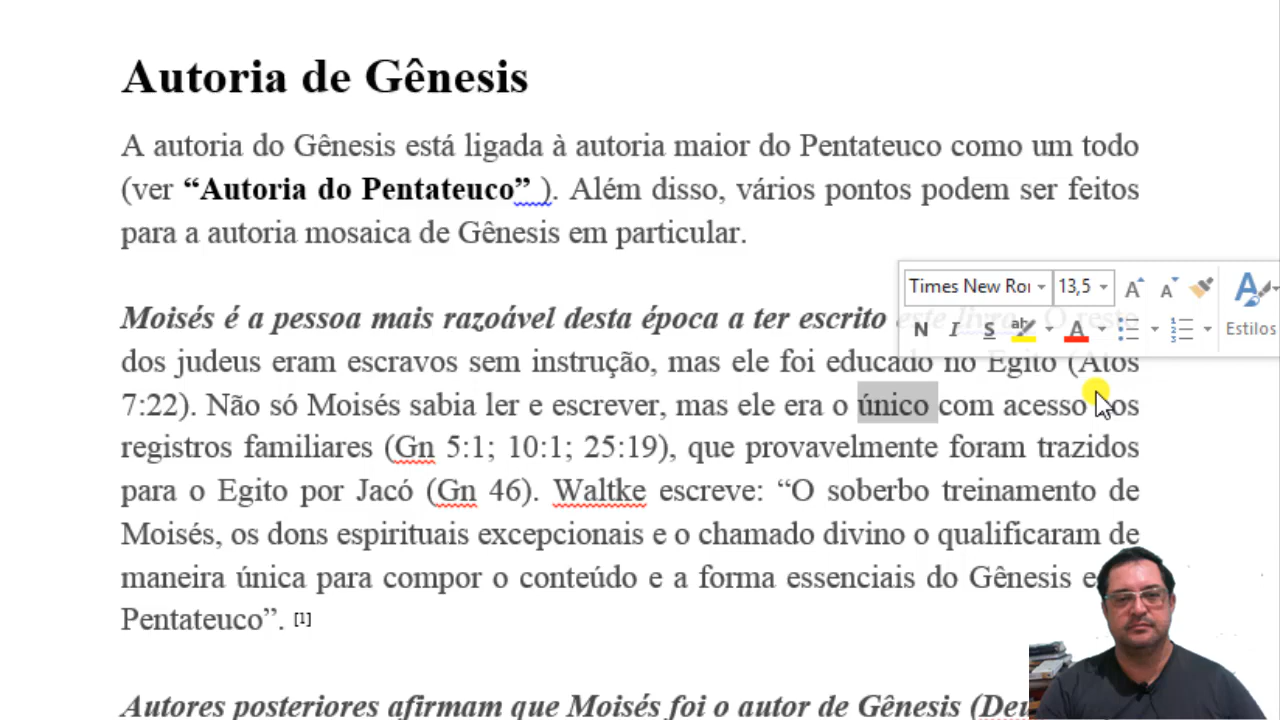 Autoria de Gênesis
A autoria do Gênesis está ligada à autoria maior do Pentateuco como um todo
(ver “Autoria do Pentateuco” ). Além disso, vários pontos podem ser feitos
para a autoria mosaica de Gênesis em particular.
Times New Ro 13,5
Moisés é a pessoa mais razoável desta época a ter escrito este livro. O resto
N I S ab A Estilos
dos judeus eram escravos sem instrução, mas ele foi educado no Egito (Atos
7:22). Não só Moisés sabia ler e escrever, mas ele era o único com acesso
registros familiares (Gn 5:1; 10:1; 25:19), que provavelmente foram trazidos
para o Egito por Jacó (Gn 46). Waltke escreve: “O soberbo treinamento de
Moisés, os dons espirituais excepcionais e o chamado divino o qualificaram de
maneira única para compor o conteúdo e a forma essenciais do Gênesis e
Pentateuco”. [1]
Autores posteriores afirmam que Moisés foi o autor de Gênesis (